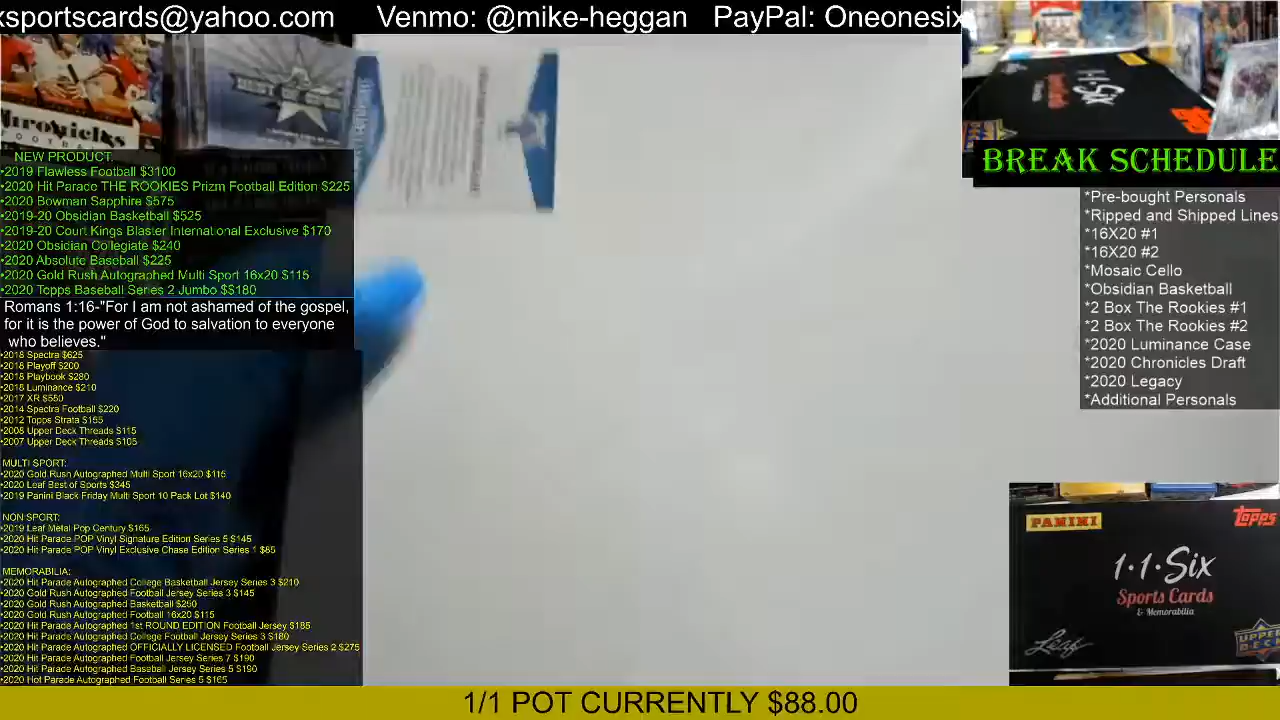 xsportscards@yahoo.com Venmo: @mike-heggan PayPal: Oneonesix
Chronicles
NEW PRODUCT:
•2019 Flawless Football $3100
•2020 Hit Parade THE ROOKIES Prizm Football Edition $225
•2020 Bowman Sapphire $575
•2019-20 Obsidian Basketball $525
•2019-20 Court Kings Blaster International Exclusive $170
•2020 Obsidian Collegiate $240
•2020 Absolute Baseball $225
•2020 Gold Rush Autographed Multi Sport 16x20 $115
•2020 Topps Baseball Series 2 Jumbo $$180
Romans 1:16-"For I am not ashamed of the gospel,
for it is the power of God to salvation to everyone
who believes."
•2018 Spectra $625
•2018 Playoff $200
•2018 Playbook $280
•2018 Luminance $210
•2017 XR $550
•2014 Spectra Football $220
•2012 Topps Strata $155
•2008 Upper Deck Threads $115
•2007 Upper Deck Threads $105
MULTI SPORT:
•2020 Gold Rush Autographed Multi Sport 16x20 $115
•2020 Leaf Best of Sports $345
•2019 Panini Black Friday Multi Sport 10 Pack Lot $140
NON SPORT:
•2019 Leaf Metal Pop Century $165
•2020 Hit Parade POP Vinyl Signature Edition Series 5 $145
•2020 Hit Parade POP Vinyl Exclusive Chase Edition Series 1 $85
MEMORABILIA:
•2020 Hit Parade Autographed College Basketball Jersey Series 3 $210
•2020 Gold Rush Autographed Football Jersey Series 3 $145
•2020 Gold Rush Autographed Basketball $250
•2020 Gold Rush Autographed Football 16x20 $115
•2020 Hit Parade Autographed 1st ROUND EDITION Football Jersey $185
•2020 Hit Parade Autographed College Football Jersey Series 3 $180
•2020 Hit Parade Autographed OFFICIALLY LICENSED Football Jersey Series 2 $275
•2020 Hit Parade Autographed Football Jersey Series 7 $190
•2020 Hit Parade Autographed Baseball Jersey Series 5 $190
•2020 Hot Parade Autographed Football Series 5 $165
1·1·Six
BREAK SCHEDULE
*Pre-bought Personals
*Ripped and Shipped Lines
*16X20 #1
*16X20 #2
*Mosaic Cello
*Obsidian Basketball
*2 Box The Rookies #1
*2 Box The Rookies #2
*2020 Luminance Case
*2020 Chronicles Draft
*2020 Legacy
*Additional Personals
PANINI
Topps
1·1·Six
Sports Cards
& Memorabilia
Leaf
UPPER DECK
1/1 POT CURRENTLY $88.00